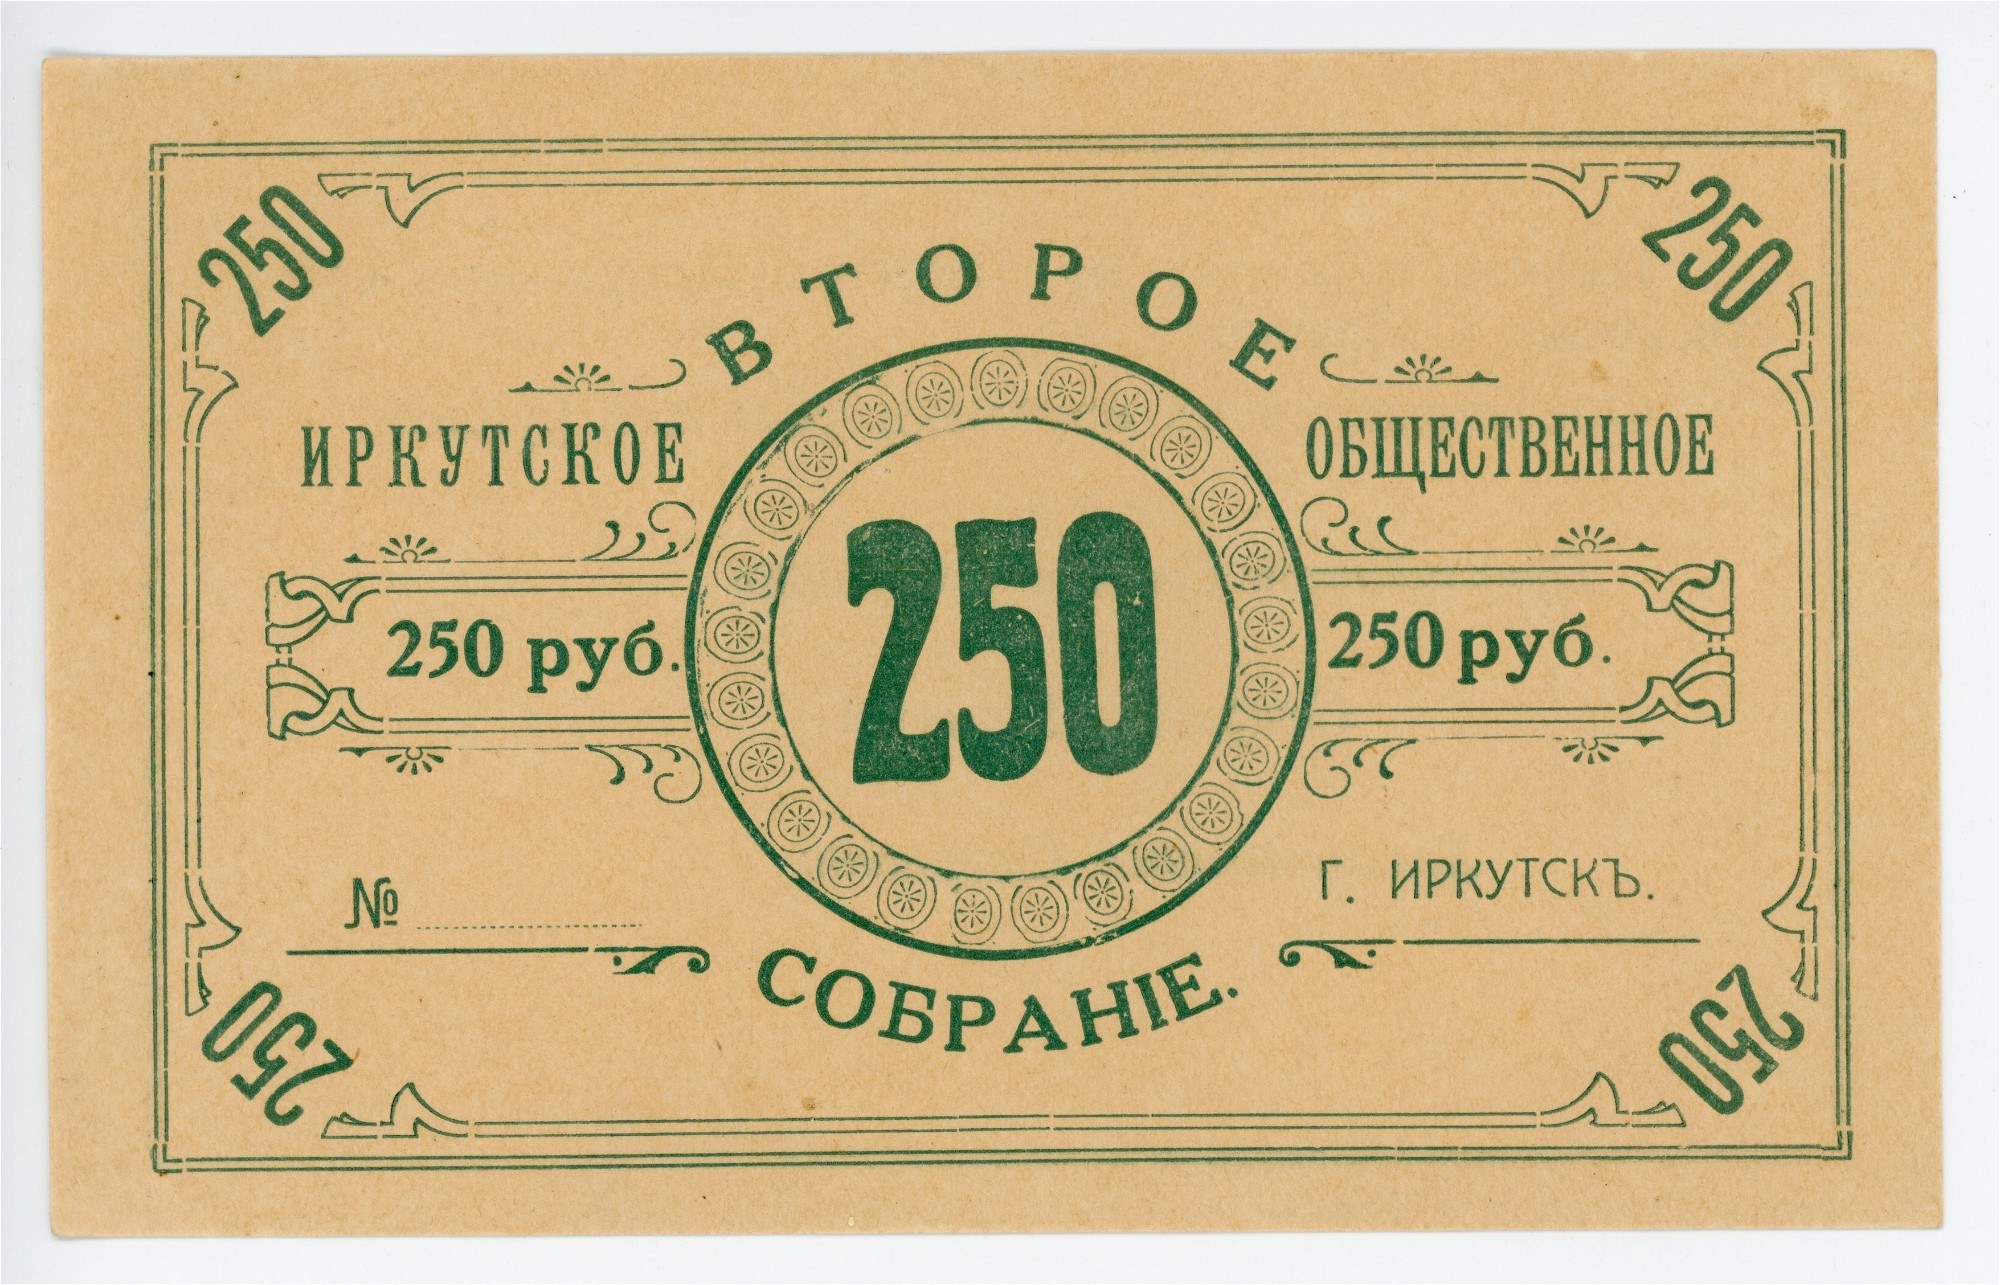 250 250
ВТОРОЕ
ИРКУТСКОЕ ОБЩЕСТВЕННОЕ
250 руб. 250 250 руб.
№ Г. ИРКУТСКЪ.
СОБРАНІЕ.
250 250